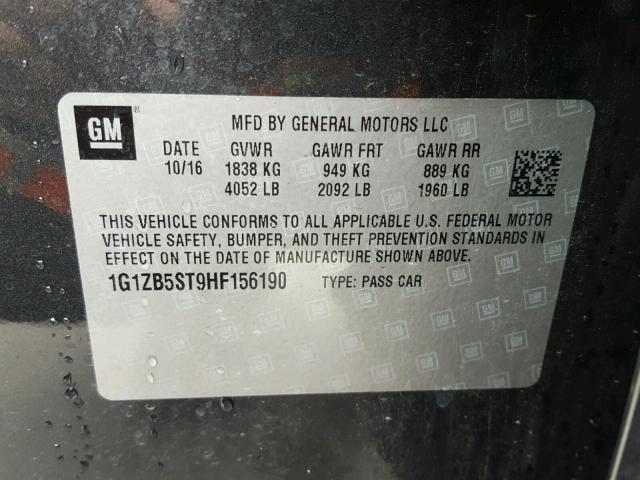 GM ®
MFD BY GENERAL MOTORS LLC
DATE GVWR GAWR FRT GAWR RR
10/16 1838 KG 949 KG 889 KG
4052 LB 2092 LB 1960 LB
THIS VEHICLE CONFORMS TO ALL APPLICABLE U.S. FEDERAL MOTOR
VEHICLE SAFETY, BUMPER, AND THEFT PREVENTION STANDARDS IN
EFFECT ON THE DATE OF MANUFACTURE SHOWN ABOVE.
1G1ZB5ST9HF156190 TYPE: PASS CAR